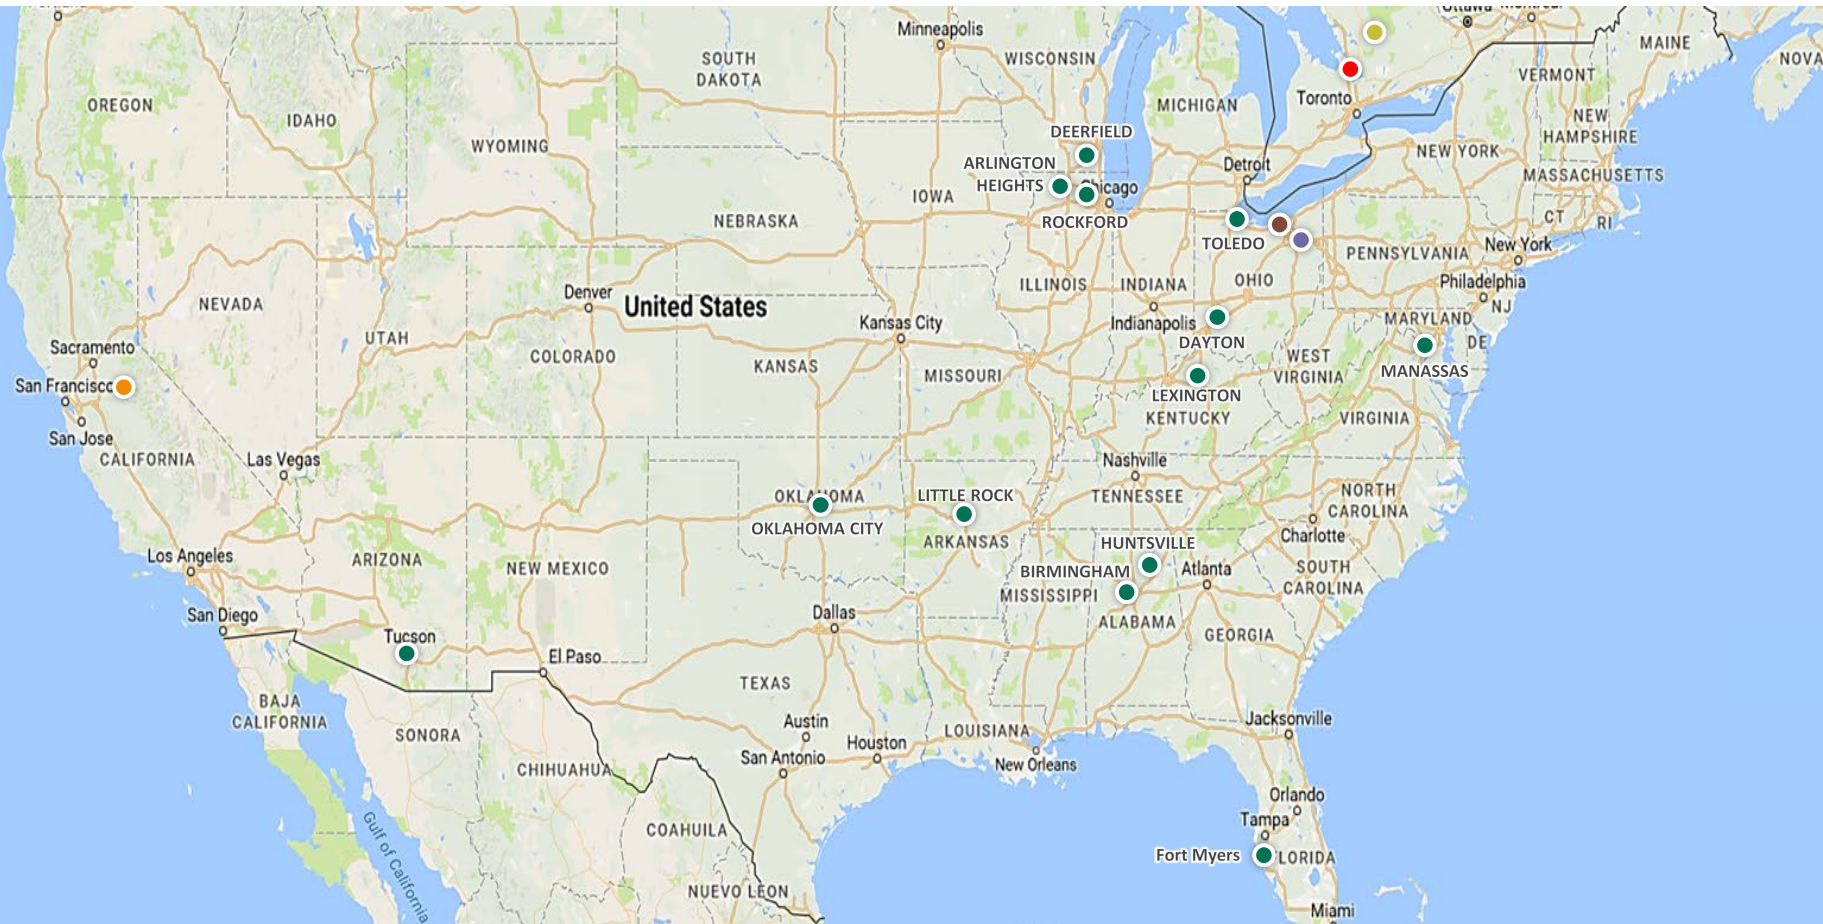 Minneapolis
Toronto
Detroit
Chicago
New York
Philadelphia
Indianapolis
Kansas City
Denver
United States
Sacramento
San Francisco
San Jose
Las Vegas
Los Angeles
San Diego
Tucson
El Paso
Dallas
Austin
San Antonio
Houston
New Orleans
Nashville
Atlanta
Charlotte
Jacksonville
Orlando
Tampa
Miami
OREGON
IDAHO
WYOMING
SOUTH
DAKOTA
WISCONSIN
MICHIGAN
MAINE
NOVA
VERMONT
NEW
HAMPSHIRE
NEW YORK
MASSACHUSETTS
CT
RI
PENNSYLVANIA
NJ
MARYLAND
DE
OHIO
INDIANA
ILLINOIS
IOWA
NEBRASKA
NEVADA
UTAH
COLORADO
KANSAS
MISSOURI
WEST
VIRGINIA
VIRGINIA
KENTUCKY
TENNESSEE
NORTH
CAROLINA
SOUTH
CAROLINA
GEORGIA
ALABAMA
MISSISSIPPI
ARKANSAS
OKLAHOMA
CALIFORNIA
ARIZONA
NEW MEXICO
TEXAS
LOUISIANA
FLORIDA
BAJA
CALIFORNIA
SONORA
CHIHUAHUA
COAHUILA
NUEVO LEON
Gulf of California
DEERFIELD
ARLINGTON
HEIGHTS
ROCKFORD
TOLEDO
DAYTON
LEXINGTON
MANASSAS
OKLAHOMA CITY
LITTLE ROCK
HUNTSVILLE
BIRMINGHAM
Fort Myers